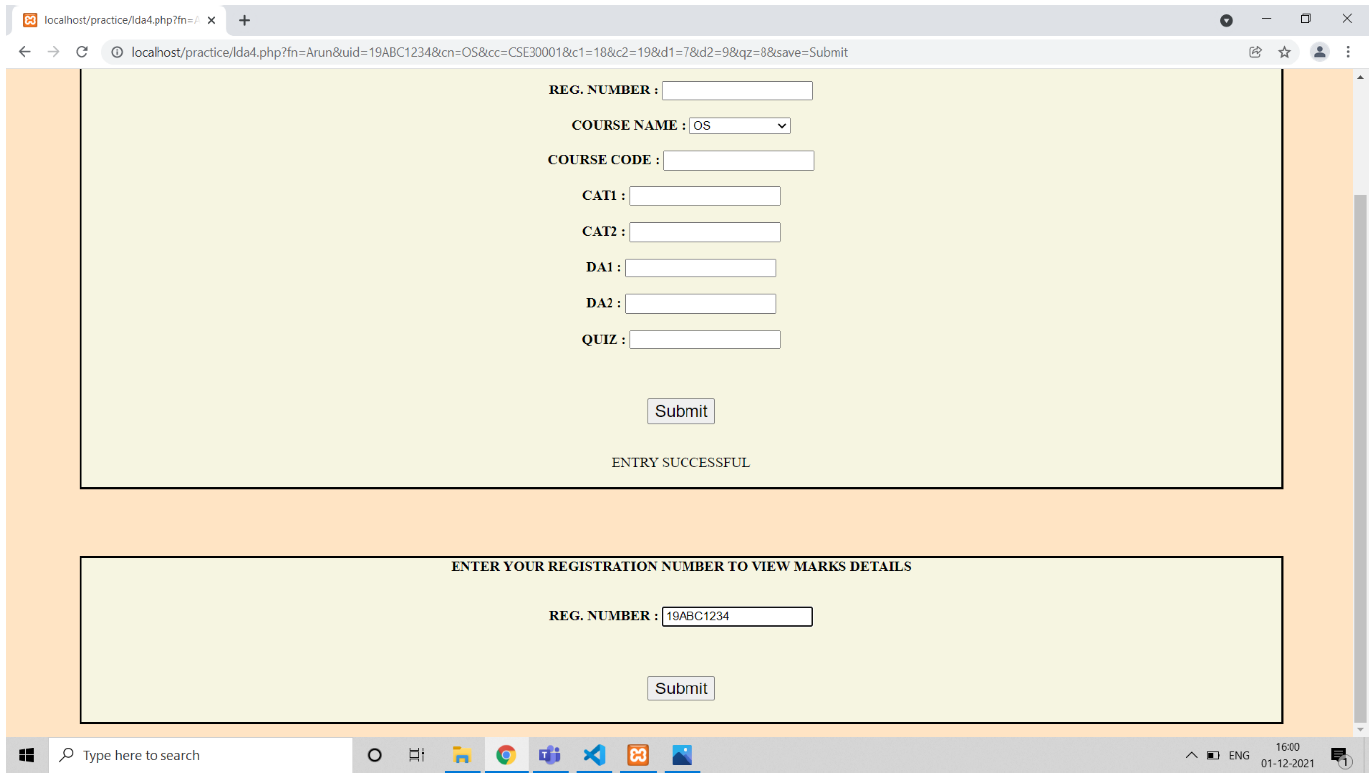 localhost/practice/lda4.php?fn=A
localhost/practice/lda4.php?fn=Arun&uid=19ABC1234&cn=OS&cc=CSE30001&c1=18&c2=19&d1=7&d2=9&qz=8&save=Submit
REG. NUMBER :
COURSE NAME : OS
COURSE CODE :
CAT1 :
CAT2 :
DA1 :
DA2 :
QUIZ :
Submit
ENTRY SUCCESSFUL
ENTER YOUR REGISTRATION NUMBER TO VIEW MARKS DETAILS
REG. NUMBER : 19ABC1234
Submit
Type here to search
ENG
16:00
01-12-2021
1